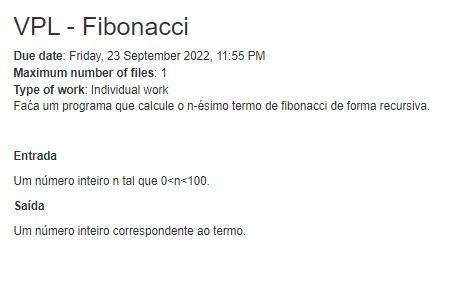 VPL - Fibonacci
Due date: Friday, 23 September 2022, 11:55 PM
Maximum number of files: 1
Type of work: Individual work
Faća um programa que calcule o n-ésimo termo de fibonacci de forma recursiva.
Entrada
Um número inteiro n tal que 0<n<100.
Saída
Um número inteiro correspondente ao termo.